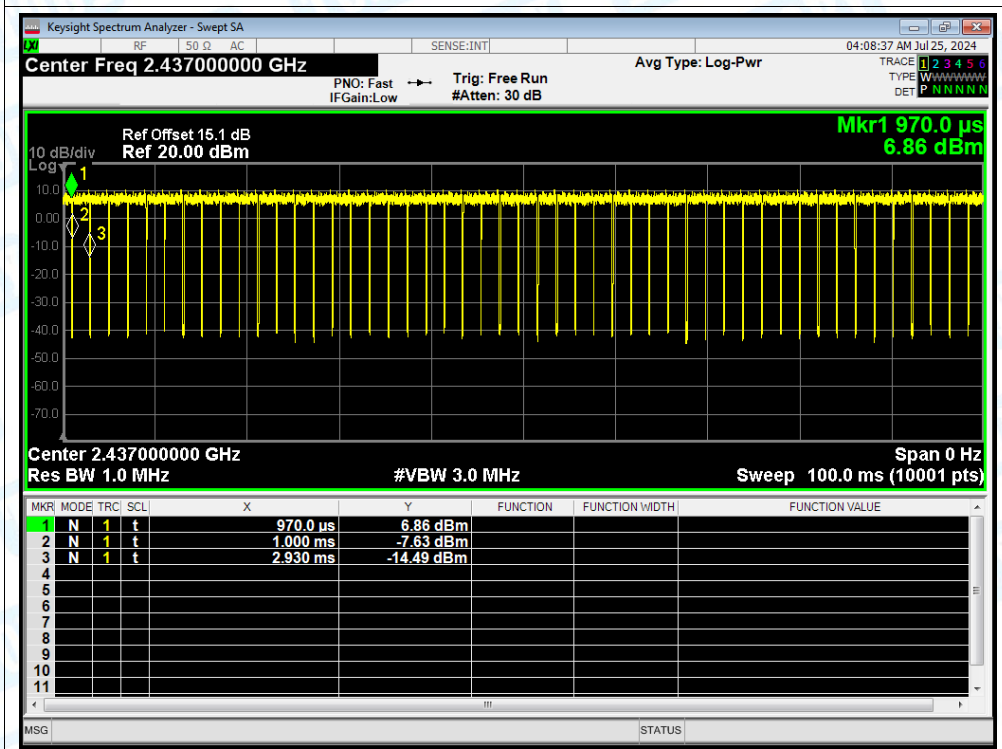 Keysight Spectrum Analyzer - Swept SA
LXI RF 50 Ω AC SENSE:INT 04:08:37 AM Jul 25, 2024
Center Freq 2.437000000 GHz Avg Type: Log-Pwr TRACE 1 2 3 4 5 6
PNO: Fast Trig: Free Run TYPE WWWWWW
IFGain:Low #Atten: 30 dB DET P N N N N N
Ref Offset 15.1 dB Mkr1 970.0 µs
10 dB/div Ref 20.00 dBm 6.86 dBm
Log
1
10.0
2
0.00
3
-10.0
-20.0
-30.0
-40.0
-50.0
-60.0
-70.0
Center 2.437000000 GHz Span 0 Hz
Res BW 1.0 MHz #VBW 3.0 MHz Sweep 100.0 ms (10001 pts)
MKR MODE TRC SCL X Y FUNCTION FUNCTION WIDTH FUNCTION VALUE
1 N 1 t 970.0 µs 6.86 dBm
2 N 1 t 1.000 ms -7.63 dBm
3 N 1 t 2.930 ms -14.49 dBm
4
5
6
7
8
9
10
11
MSG STATUS